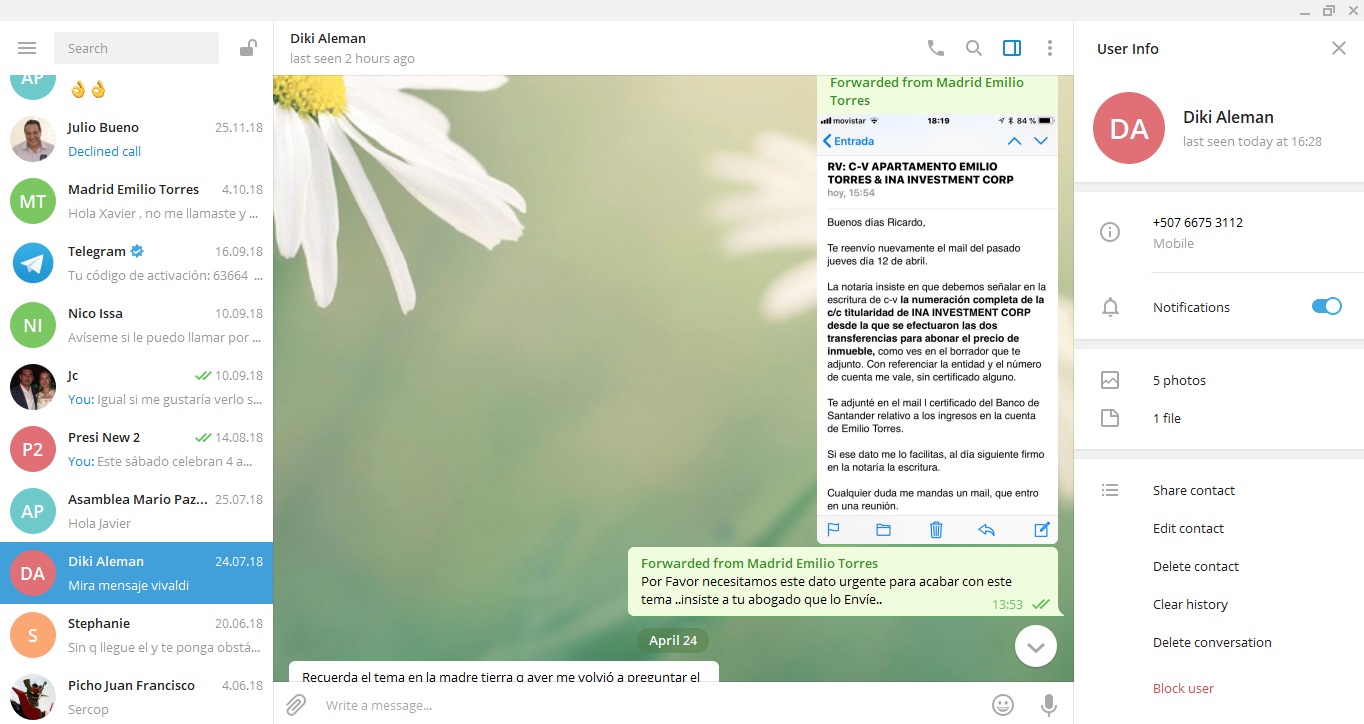 Search
AP
👌👌
Julio Bueno 25.11.18
Declined call
MT
Madrid Emilio Torres 4.10.18
Hola Xavier , no me llamaste y ...
Telegram 16.09.18
Tu código de activación: 63664 ...
NI
Nico Issa 10.09.18
Avíseme si le puedo llamar por ...
Jc 10.09.18
You: Igual si me gustaría verlo s...
P2
Presi New 2 14.08.18
You: Este sábado celebran 4 a...
AP
Asamblea Mario Paz... 25.07.18
Hola Javier
DA
Diki Aleman 24.07.18
Mira mensaje vivaldi
S
Stephanie 20.06.18
Sin q llegue el y te ponga obstá...
Picho Juan Francisco 4.06.18
Sercop
Diki Aleman
last seen 2 hours ago
Forwarded from Madrid Emilio
Torres
movistar 18:19 84 %
Entrada
RV: C-V APARTAMENTO EMILIO
TORRES & INA INVESTMENT CORP
hoy, 15:54
Buenos días Ricardo,
Te reenvío nuevamente el mail del pasado
jueves día 12 de abril.
La notaria insiste en que debemos señalar en la
escritura de c-v la numeración completa de la
c/c titularidad de INA INVESTMENT CORP
desde la que se efectuaron las dos
transferencias para abonar el precio de
inmueble, como ves en el borrador que te
adjunto. Con referenciar la entidad y el número
de cuenta me vale, sin certificado alguno.
Te adjunté en el mail l certificado del Banco de
Santander relativo a los ingresos en la cuenta
de Emilio Torres.
Si ese dato me lo facilitas, al día siguiente firmo
en la notaría la escritura.
Cualquier duda me mandas un mail, que entro
en una reunión.
Forwarded from Madrid Emilio Torres
Por Favor necesitamos este dato urgente para acabar con este
tema ..insiste a tu abogado que lo Envíe..
13:53
April 24
Recuerda el tema en la madre tierra q ayer me volvió a preguntar el
Write a message...
User Info
DA
Diki Aleman
last seen today at 16:28
+507 6675 3112
Mobile
Notifications
5 photos
1 file
Share contact
Edit contact
Delete contact
Clear history
Delete conversation
Block user